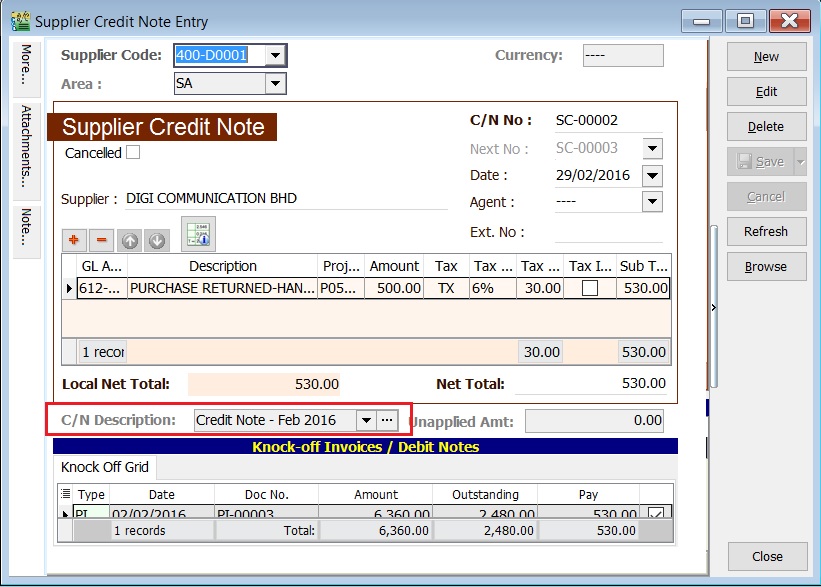 Supplier Credit Note Entry
More...
Attachments...
Note...
Supplier Code: 400-D0001 Currency: ----
Area : SA
New
Edit
Delete
Save
Cancel
Refresh
Browse
Supplier Credit Note
Cancelled
C/N No : SC-00002
Next No : SC-00003
Date : 29/02/2016
Supplier : DIGI COMMUNICATION BHD
Agent : ----
Ext. No :
GL A... Description Proj... Amount Tax Tax ... Tax ... Tax I... Sub T...
612-... PURCHASE RETURNED-HAN... P05... 500.00 TX 6% 30.00 530.00
1 recor 30.00 530.00
Local Net Total: 530.00 Net Total: 530.00
C/N Description: Credit Note - Feb 2016 ... Unapplied Amt: 0.00
Knock-off Invoices / Debit Notes
Knock Off Grid
Type Date Doc No. Amount Outstanding Pay
PI 02/02/2016 PI-00003 6,360.00 2,480.00 530.00
1 records Total: 6,360.00 2,480.00 530.00
Close